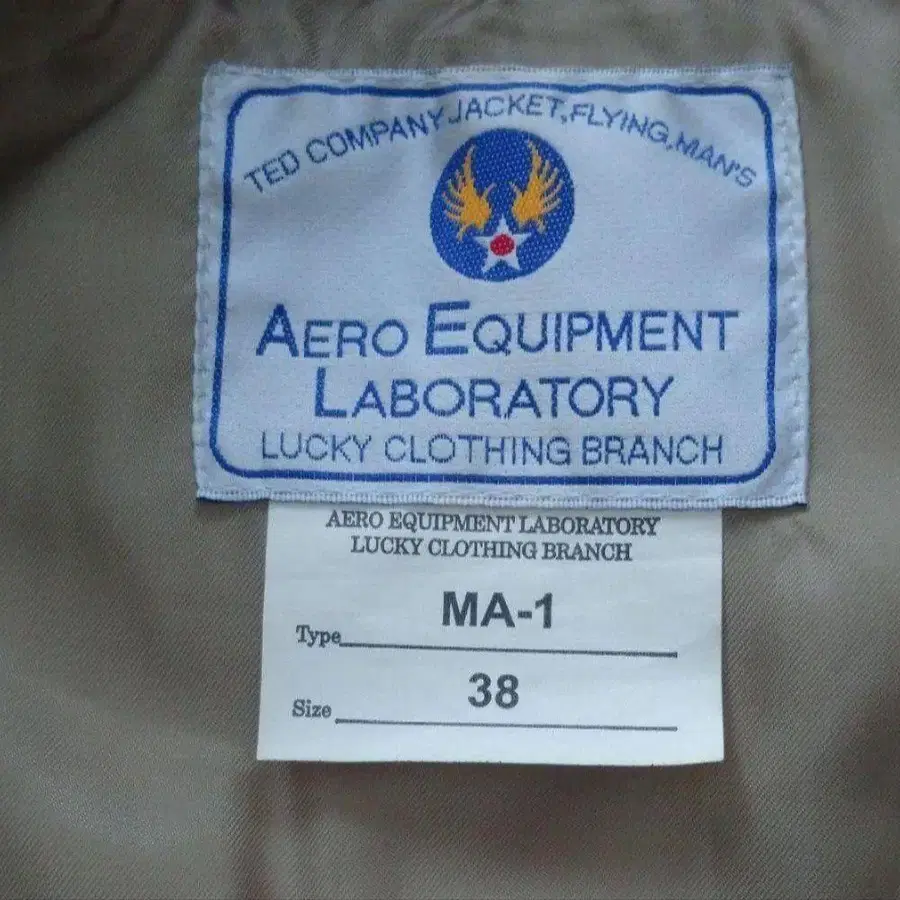 TED COMPANY JACKET,FLYING,MAN'S
AERO EQUIPMENT
LABORATORY
LUCKY CLOTHING BRANCH
AERO EQUIPMENT LABORATORY
LUCKY CLOTHING BRANCH
Type MA-1
Size 38